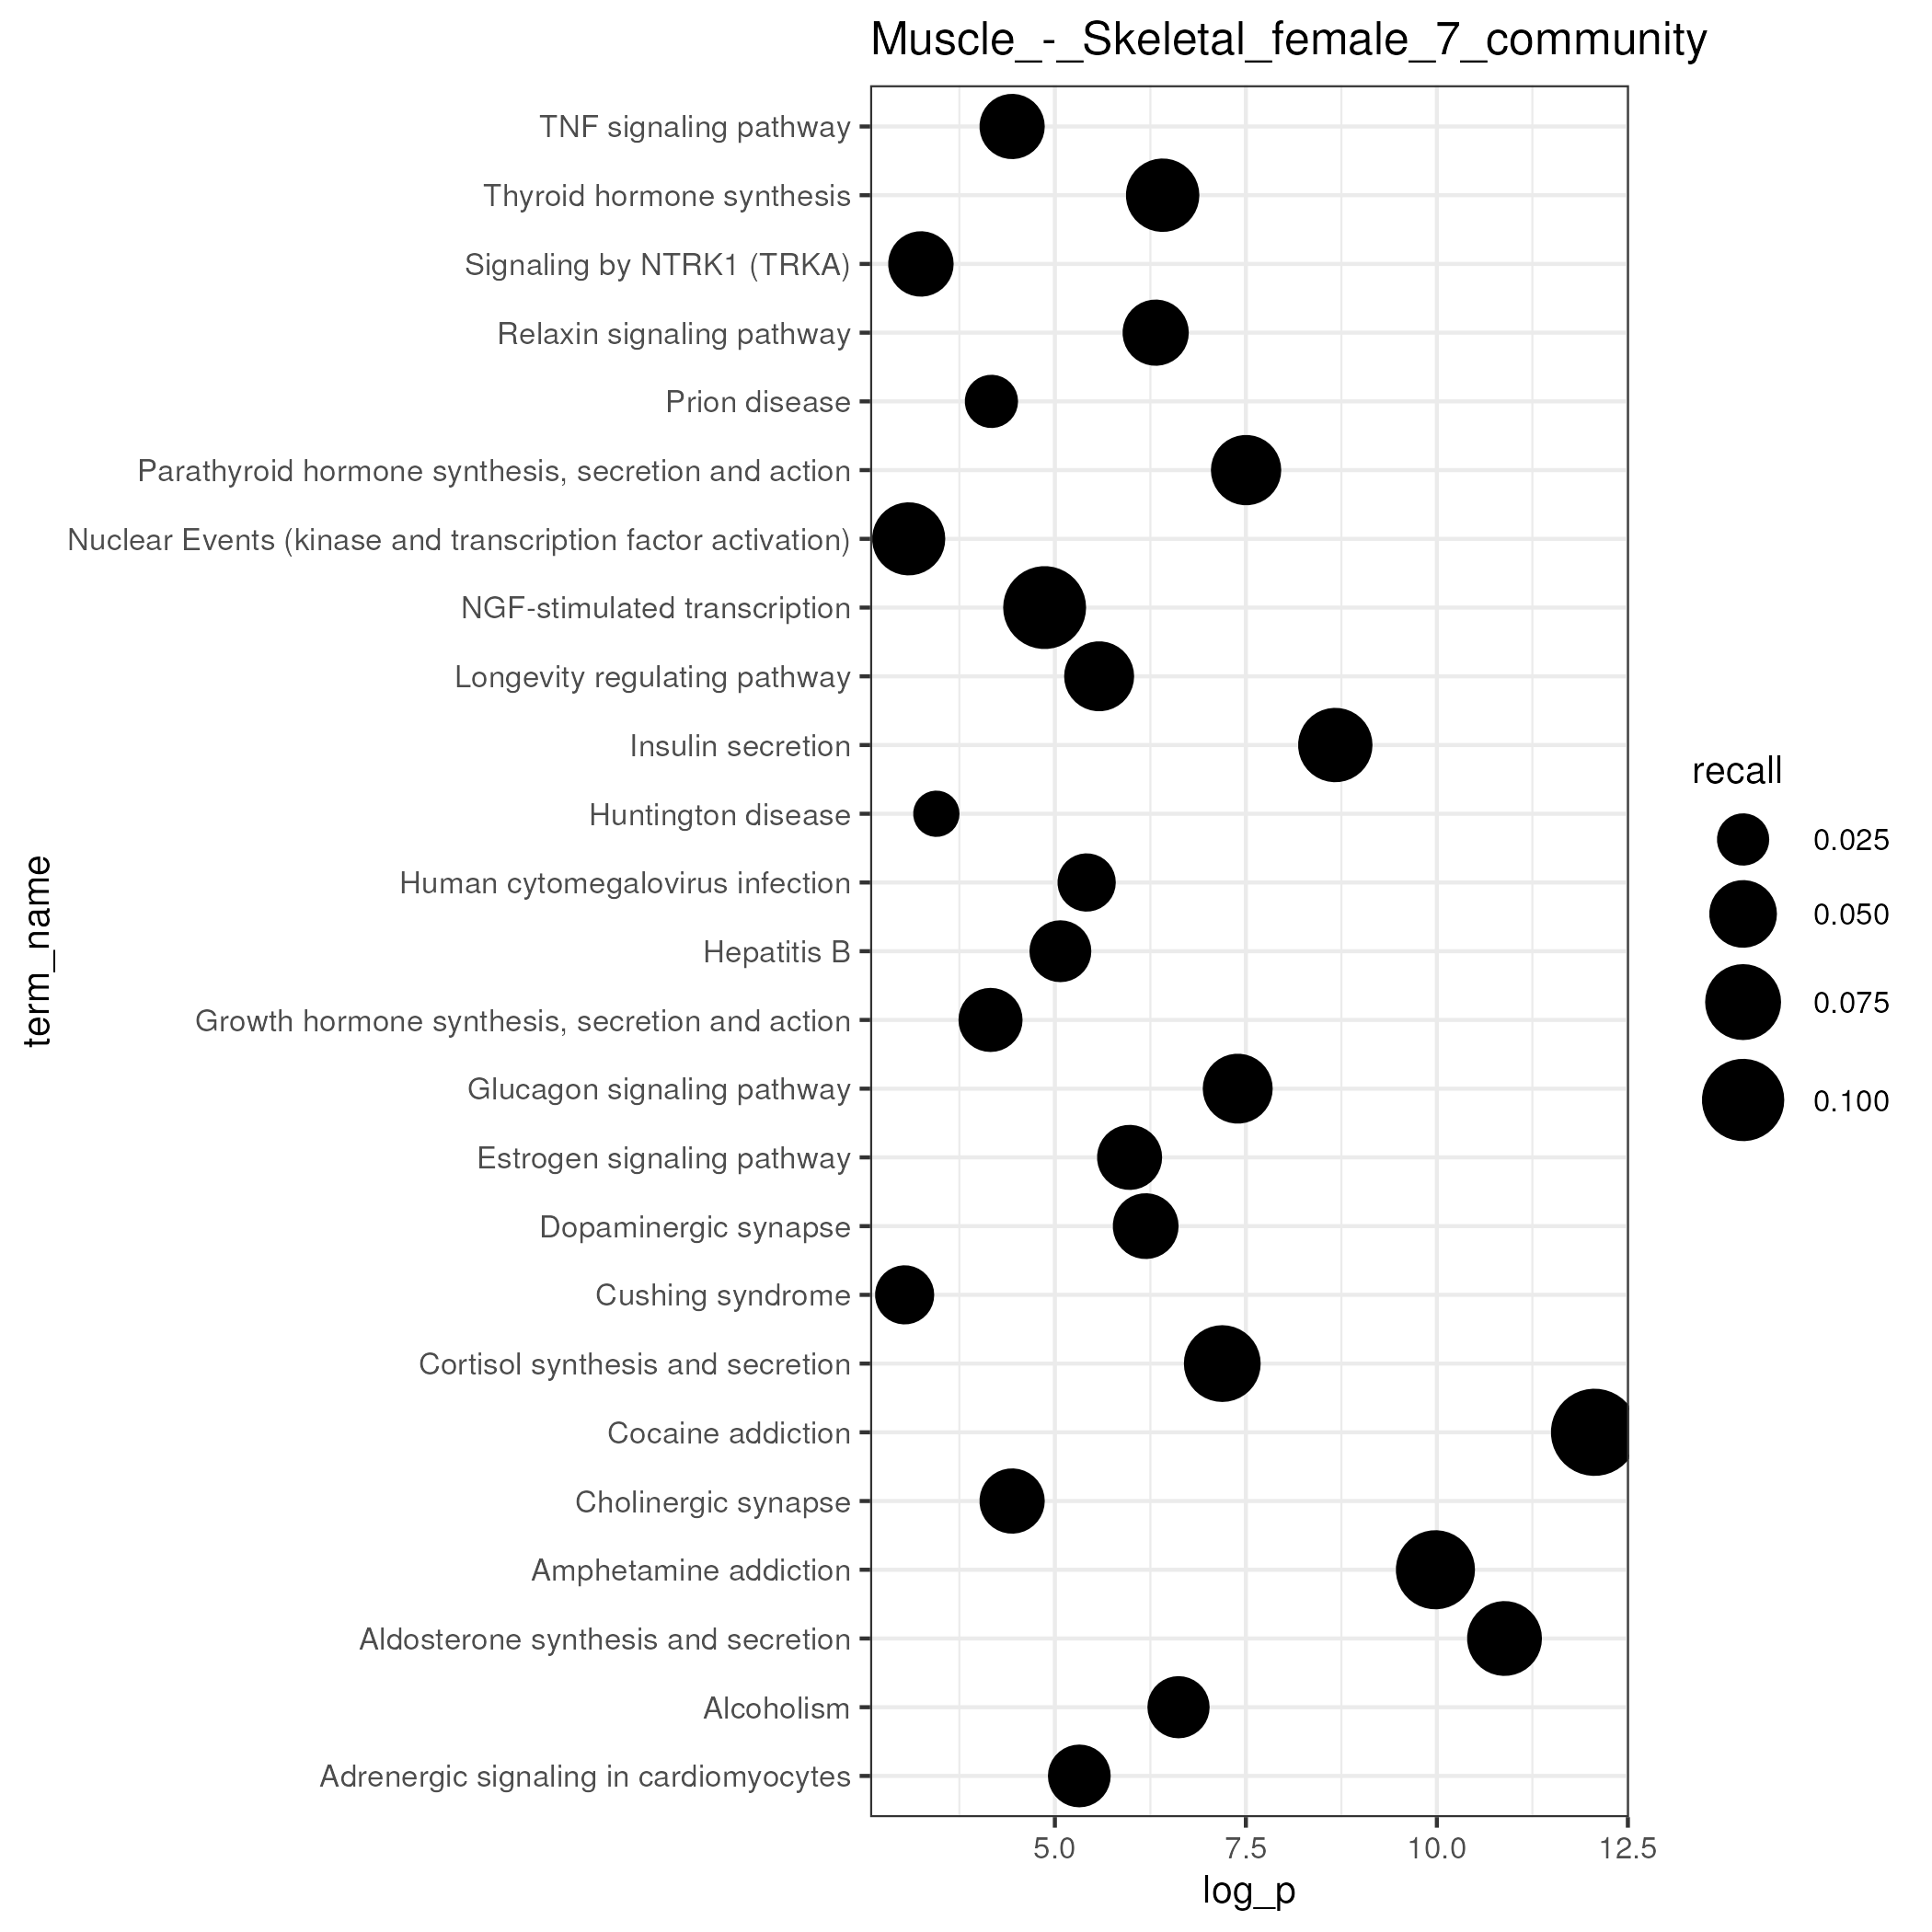 Muscle_-_Skeletal_female_7_community
TNF signaling pathway
Thyroid hormone synthesis
Signaling by NTRK1 (TRKA)
Relaxin signaling pathway
Prion disease
Parathyroid hormone synthesis, secretion and action
Nuclear Events (kinase and transcription factor activation)
NGF-stimulated transcription
Longevity regulating pathway
Insulin secretion
Huntington disease
Human cytomegalovirus infection
Hepatitis B
Growth hormone synthesis, secretion and action
Glucagon signaling pathway
Estrogen signaling pathway
Dopaminergic synapse
Cushing syndrome
Cortisol synthesis and secretion
Cocaine addiction
Cholinergic synapse
Amphetamine addiction
Aldosterone synthesis and secretion
Alcoholism
Adrenergic signaling in cardiomyocytes
term_name
5.0 7.5 10.0 12.5
log_p
recall
0.025
0.050
0.075
0.100